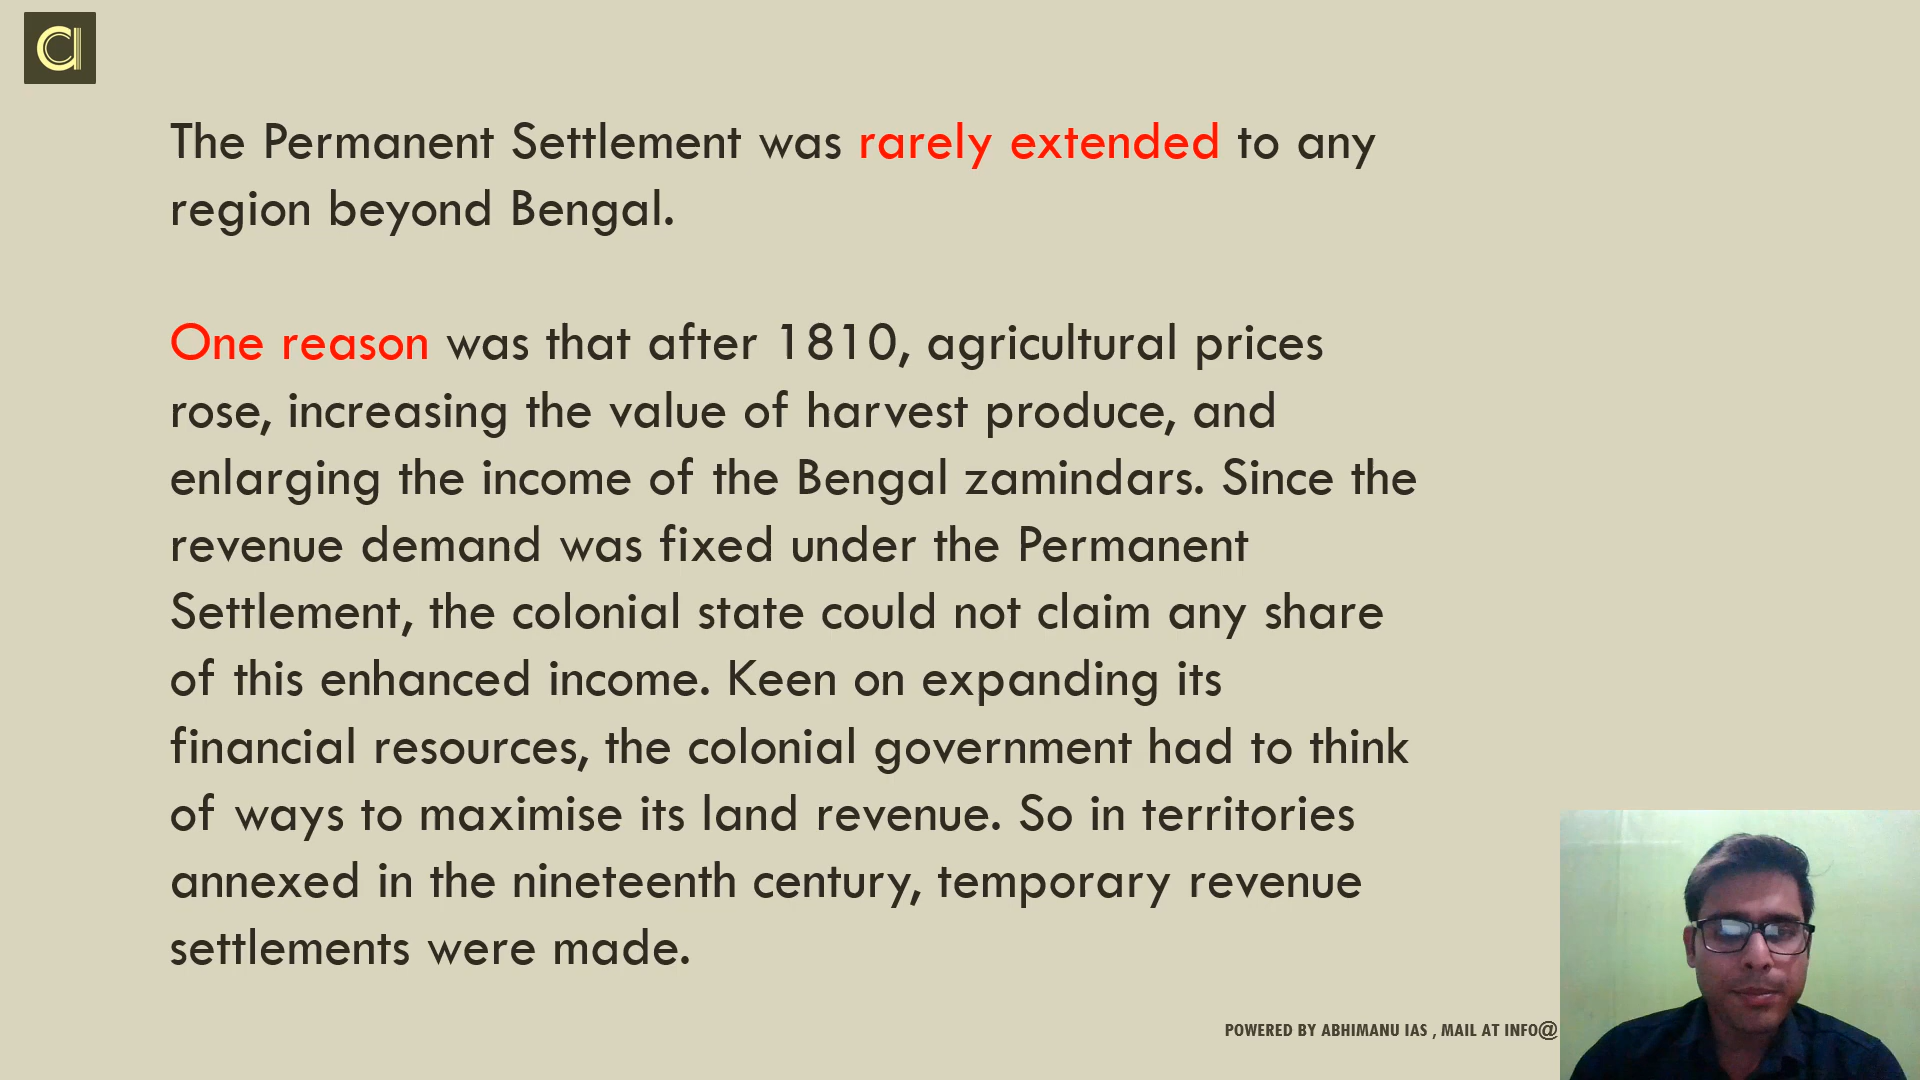 a
The Permanent Settlement was rarely extended to any
region beyond Bengal.
One reason was that after 1810, agricultural prices
rose, increasing the value of harvest produce, and
enlarging the income of the Bengal zamindars. Since the
revenue demand was fixed under the Permanent
Settlement, the colonial state could not claim any share
of this enhanced income. Keen on expanding its
financial resources, the colonial government had to think
of ways to maximise its land revenue. So in territories
annexed in the nineteenth century, temporary revenue
settlements were made.
POWERED BY ABHIMANU IAS , MAIL AT INFO@